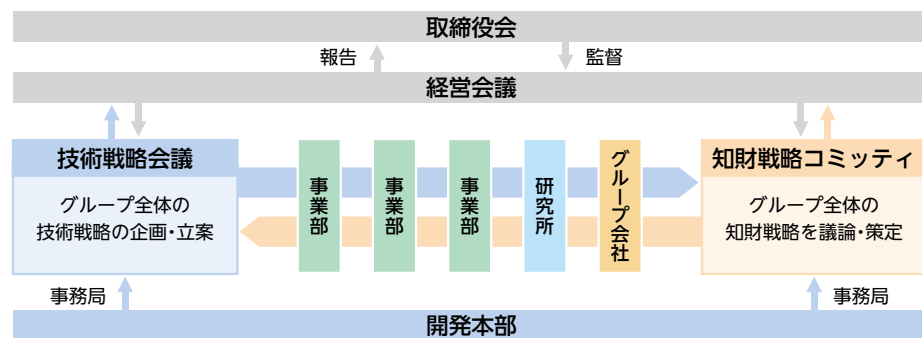 取締役会
報告
監督
経営会議
技術戦略会議
グループ全体の
技術戦略の企画・立案
事業部
事業部
事業部
研究所
グループ会社
知財戦略コミッティ
グループ全体の
知財戦略を議論・策定
事務局
事務局
開発本部